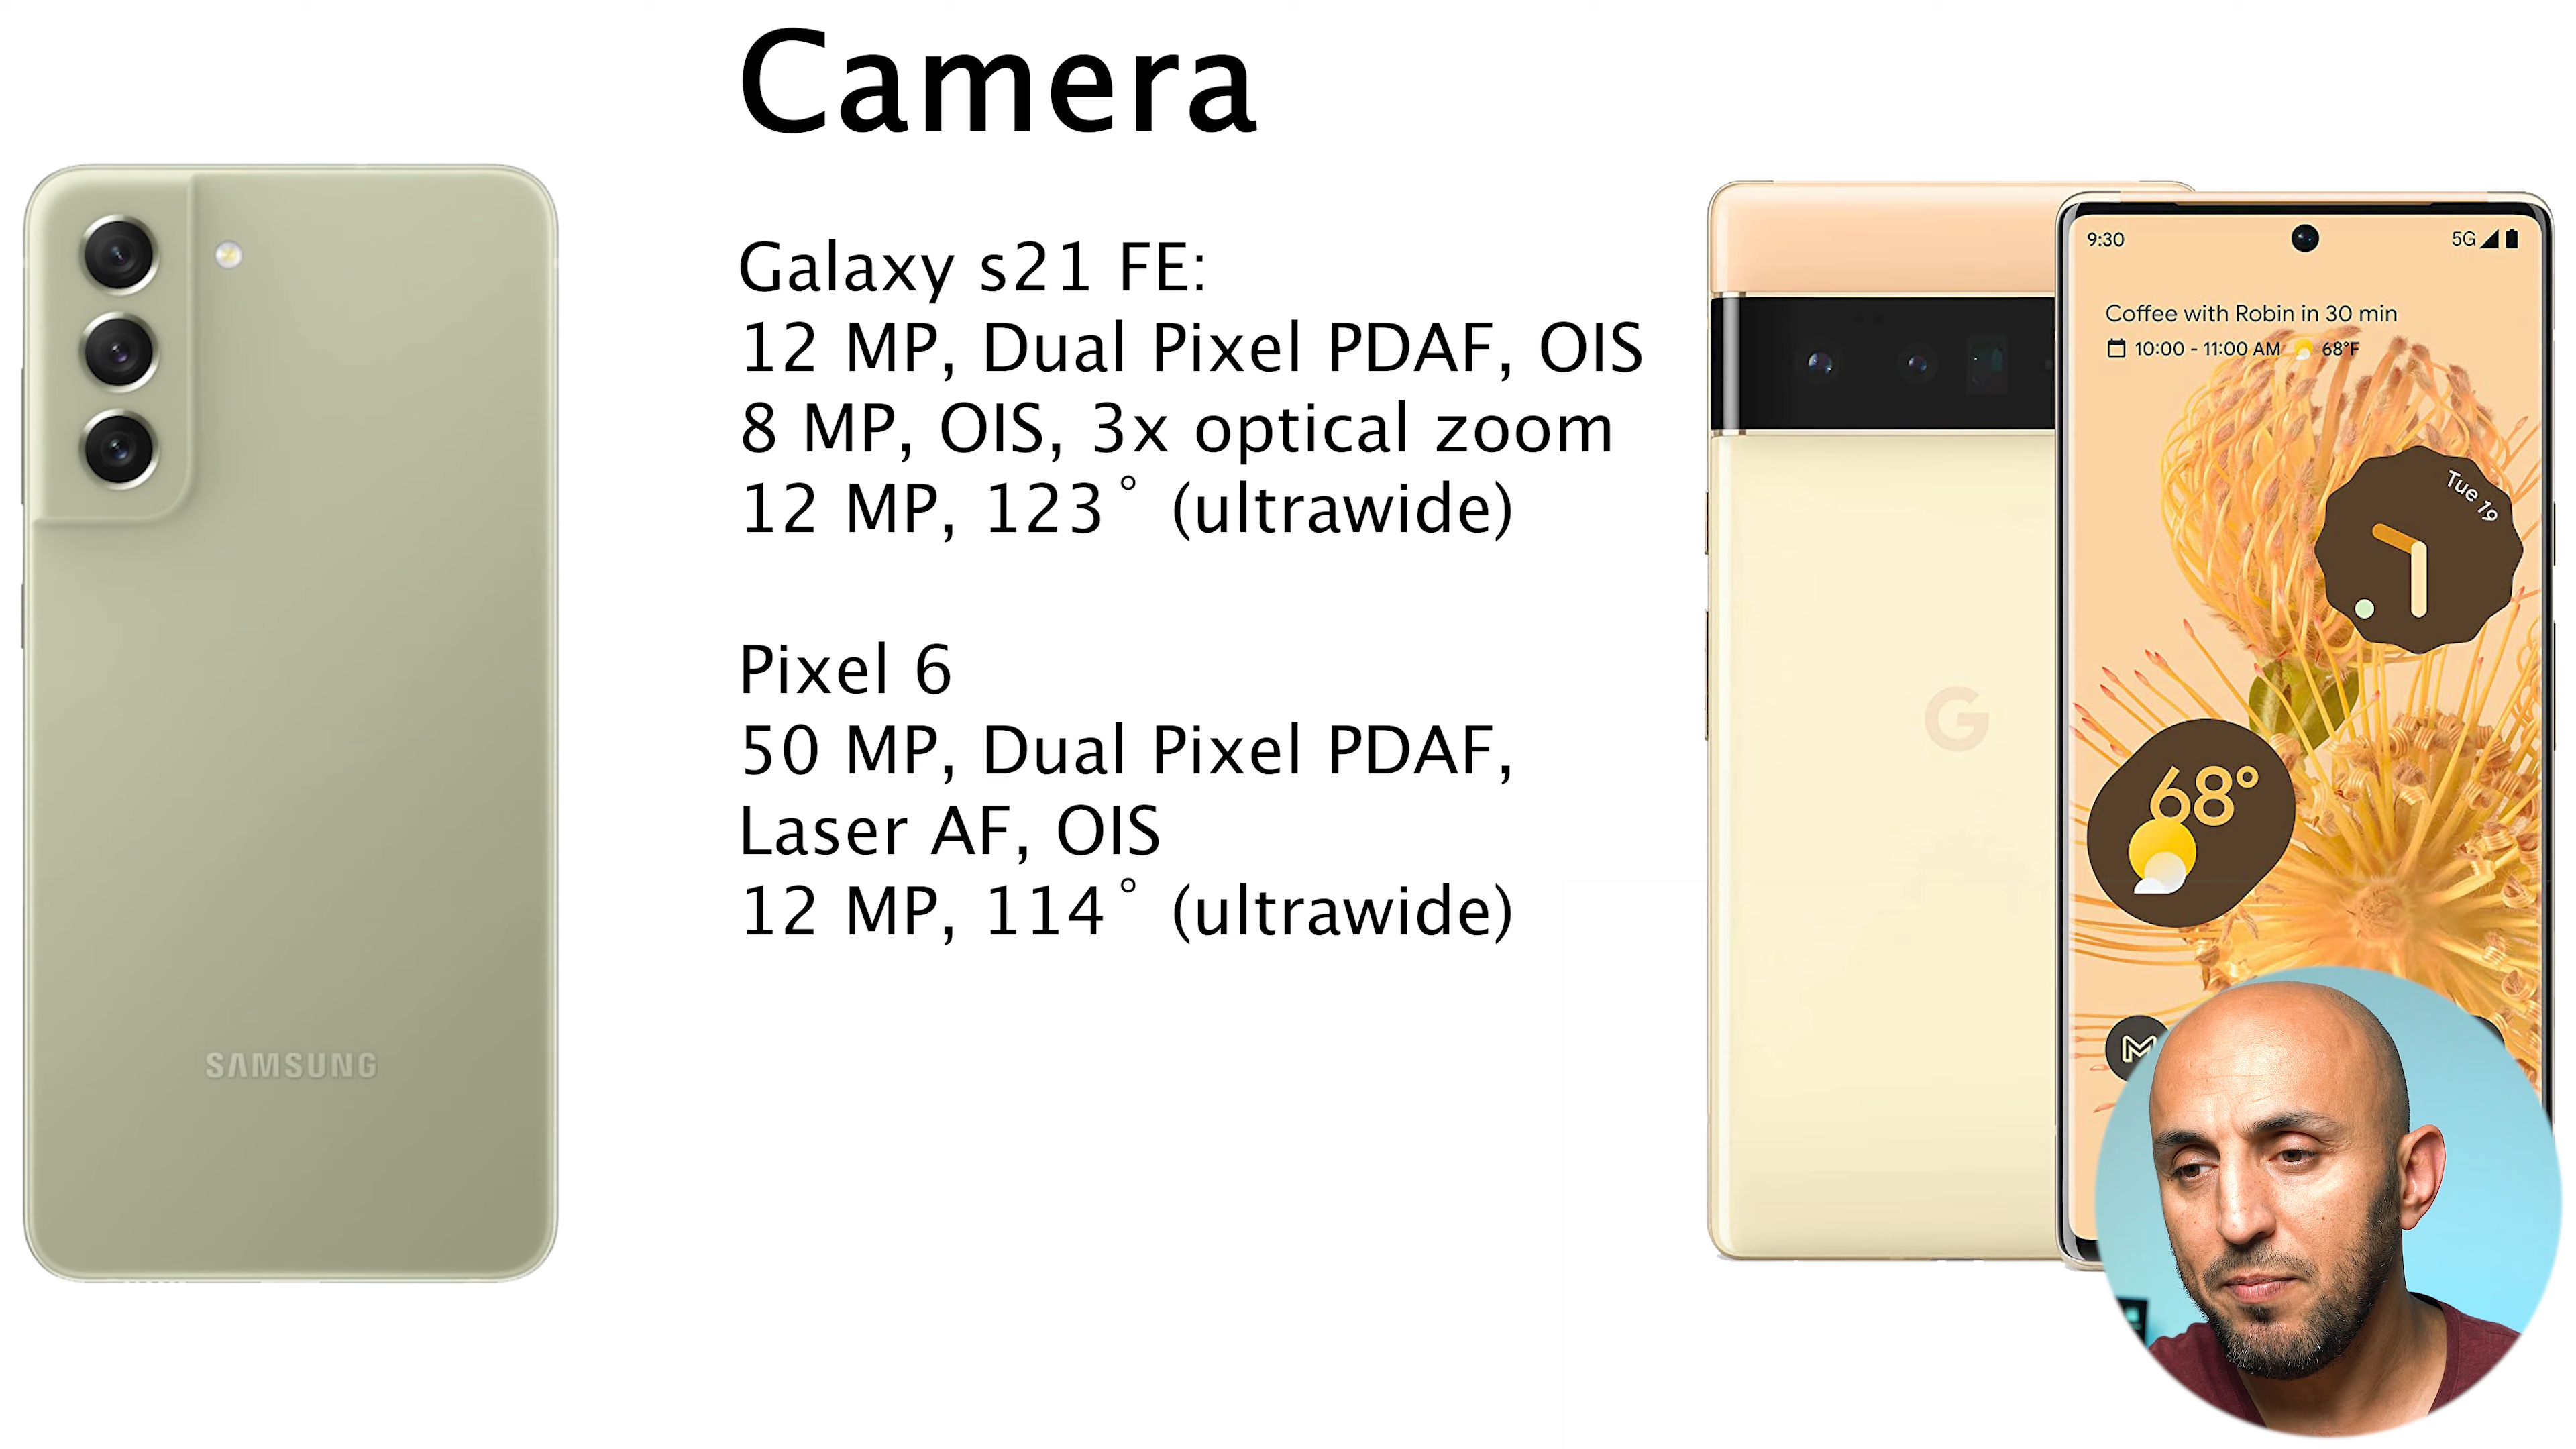 Camera
Galaxy s21 FE:
12 MP, Dual Pixel PDAF, OIS
8 MP, OIS, 3x optical zoom
12 MP, 123˚ (ultrawide)
Pixel 6
50 MP, Dual Pixel PDAF,
Laser AF, OIS
12 MP, 114˚ (ultrawide)
SAMSUNG
G
9:30
5G
Coffee with Robin in 30 min
10:00 - 11:00 AM 68°F
Tue 19
68°